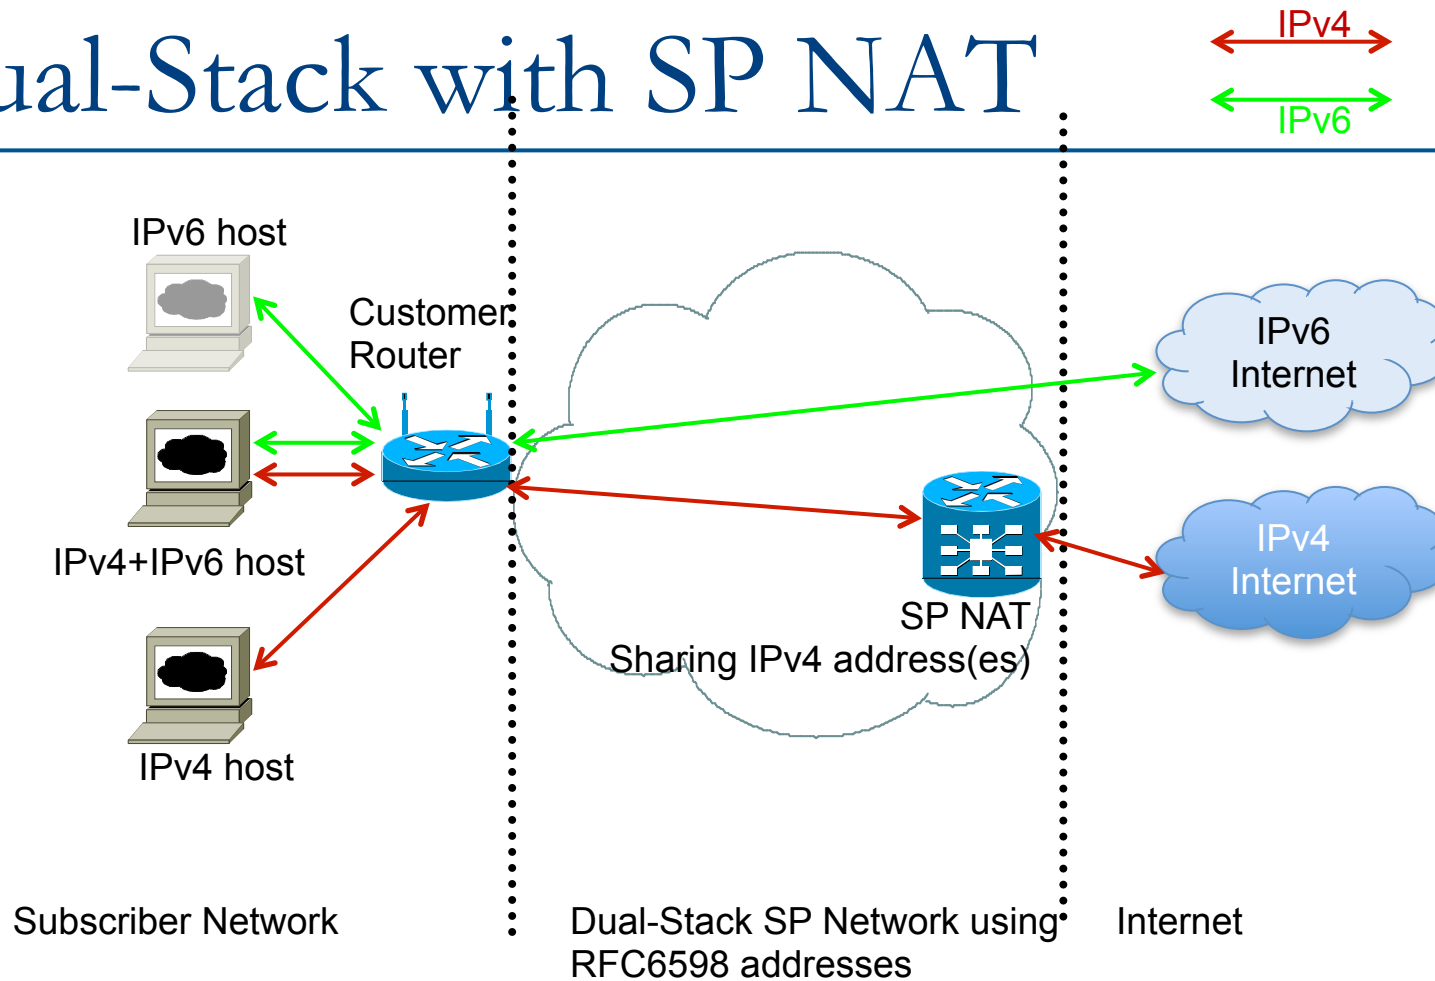 ual-Stack with SP NAT
IPv4
IPv6
IPv6 host
Customer
Router
IPv6
Internet
IPv4+IPv6 host
IPv4
Internet
SP NAT
Sharing IPv4 address(es)
IPv4 host
Subscriber Network
Dual-Stack SP Network using
RFC6598 addresses
Internet